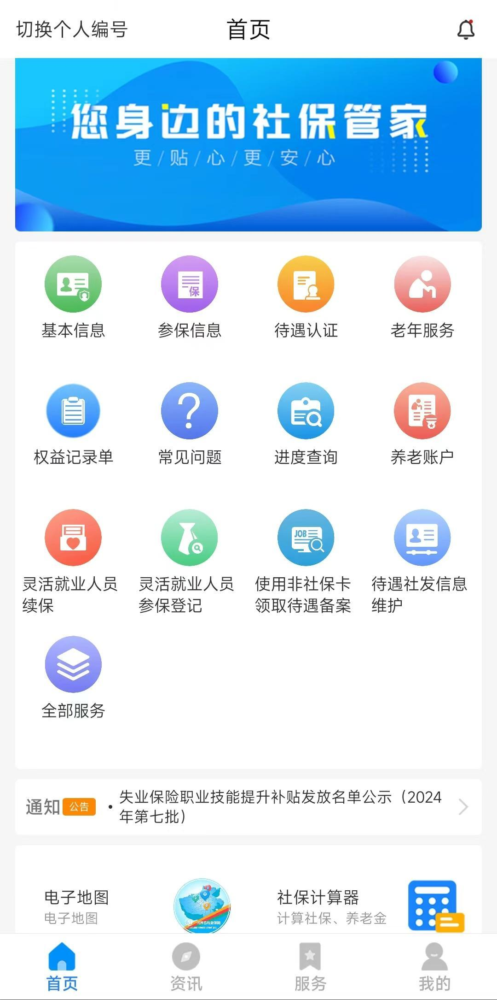 切换个人编号
首页
您身边的社保管家
更/贴/心/更/安/心
基本信息
保
参保信息
待遇认证
老年服务
权益记录单
?
常见问题
进度查询
养老账户
灵活就业人员
续保
灵活就业人员
参保登记
JOB
使用非社保卡
领取待遇备案
待遇社发信息
维护
全部服务
通知
公告
· 失业保险职业技能提升补贴发放名单公示（2024
年第七批）
电子地图
电子地图
社保计算器
计算社保、养老金
首页
资讯
服务
我的